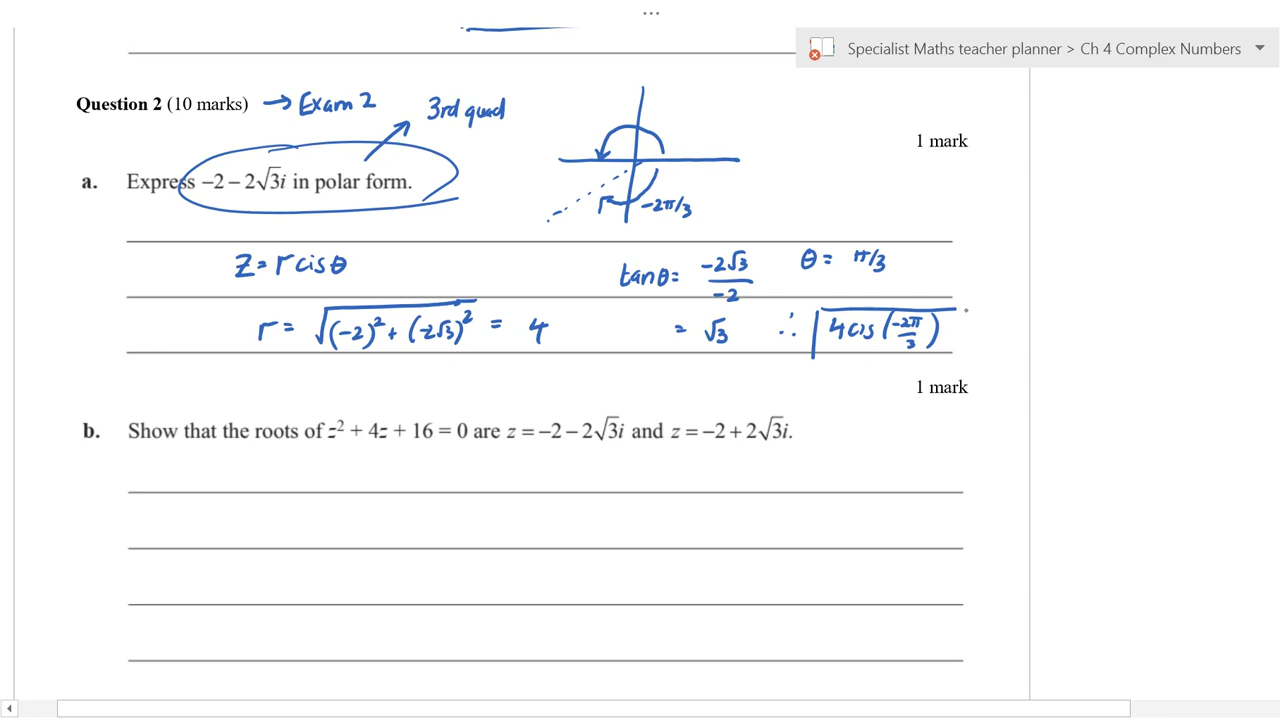 ...
Specialist Maths teacher planner > Ch 4 Complex Numbers
Question 2 (10 marks) → Exam 2
3rd quad
1 mark
a. Express −2 − 2√3i in polar form.
−2π/3
z = r cis θ
tanθ = −2√3/−2
θ = π/3
r = √((−2)² + (−2√3)²) = 4
= √3
∴ 4cis(−2π/3)
1 mark
b. Show that the roots of z² + 4z + 16 = 0 are z = −2 − 2√3i and z = −2 + 2√3i.